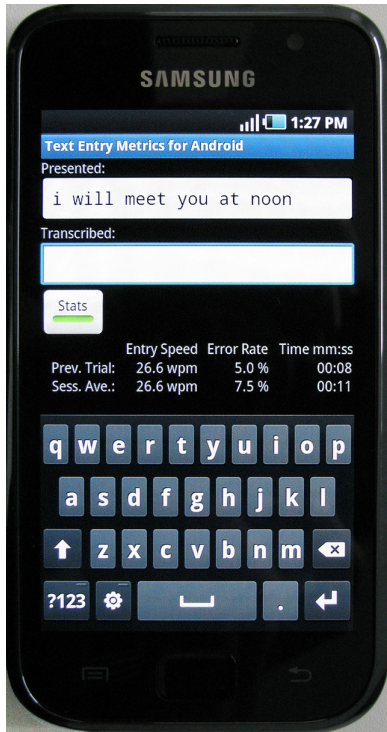 SAMSUNG
1:27 PM
Text Entry Metrics for Android
Presented:
i will meet you at noon
Transcribed:
Stats
Entry Speed Error Rate Time mm:ss
Prev. Trial: 26.6 wpm 5.0 % 00:08
Sess. Ave.: 26.6 wpm 7.5 % 00:11
q w e r t y u i o p
a s d f g h j k l
z x c v b n m
?123 .